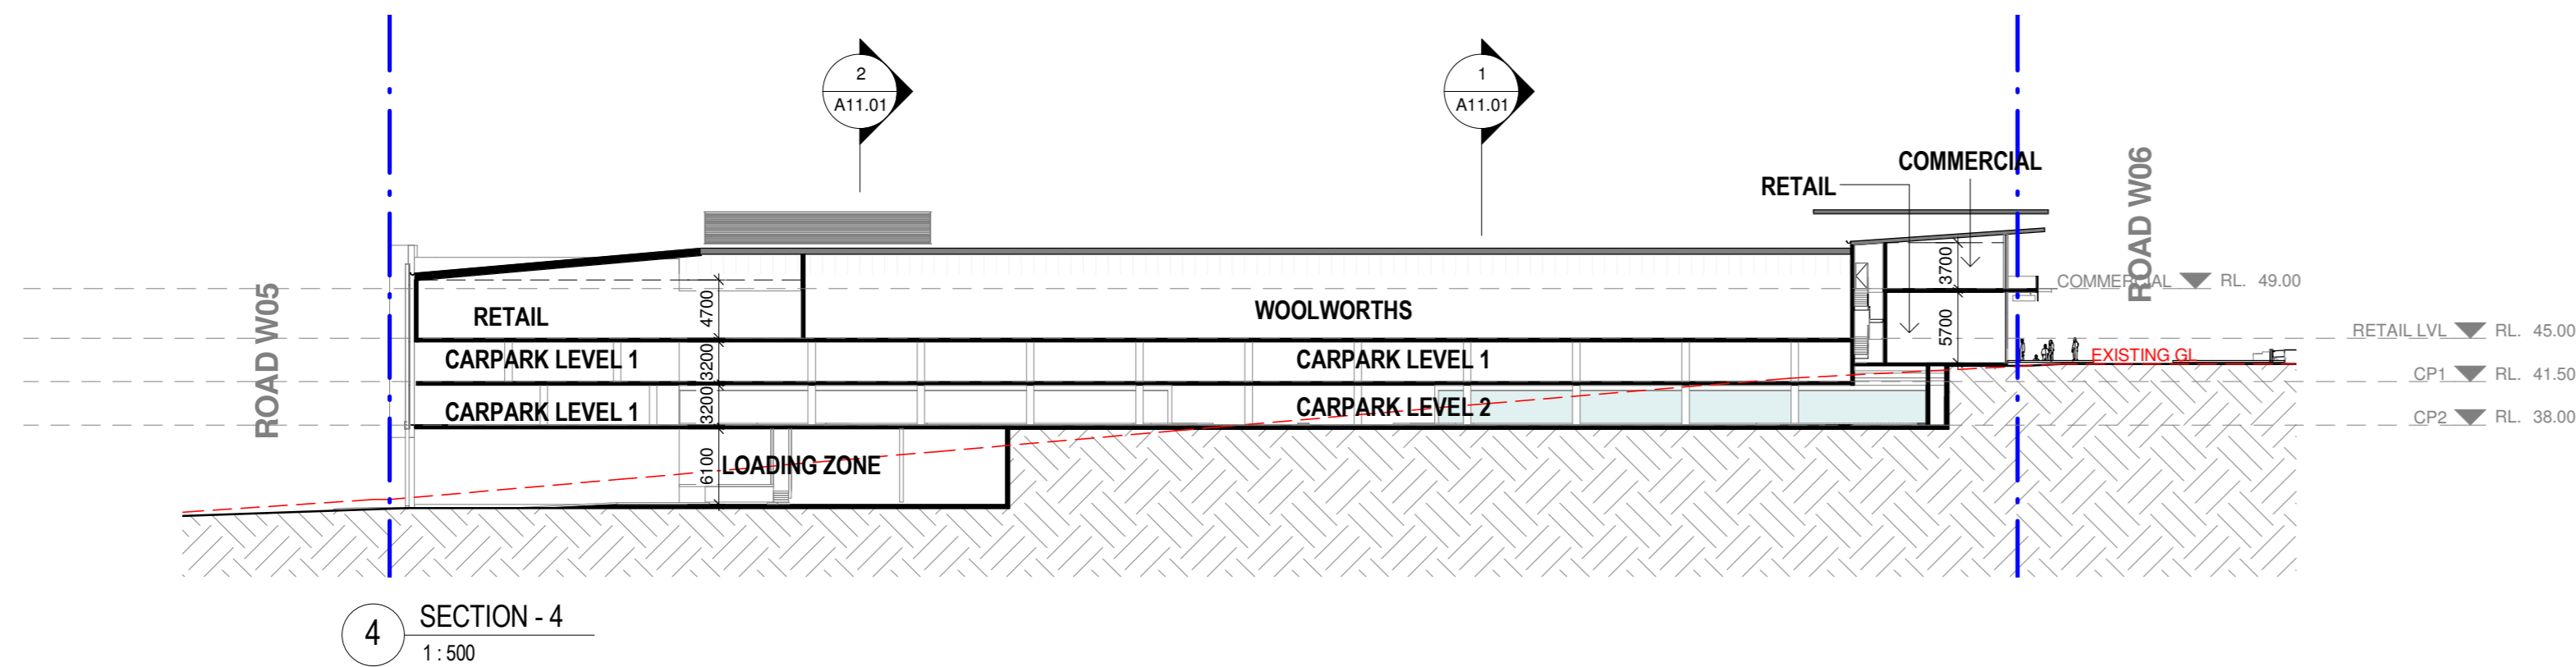 2
A11.01
1
A11.01
COMMERCIAL
RETAIL
ROAD W06
ROAD W05
3700
COMMERCIAL RL. 49.00
4700
RETAIL
WOOLWORTHS
5700
RETAIL LVL RL. 45.00
EXISTING GL
CARPARK LEVEL 1
3200
CARPARK LEVEL 1
CP1 RL. 41.50
CARPARK LEVEL 1
3200
CARPARK LEVEL 2
CP2 RL. 38.00
6100
LOADING ZONE
4
SECTION - 4
1 : 500